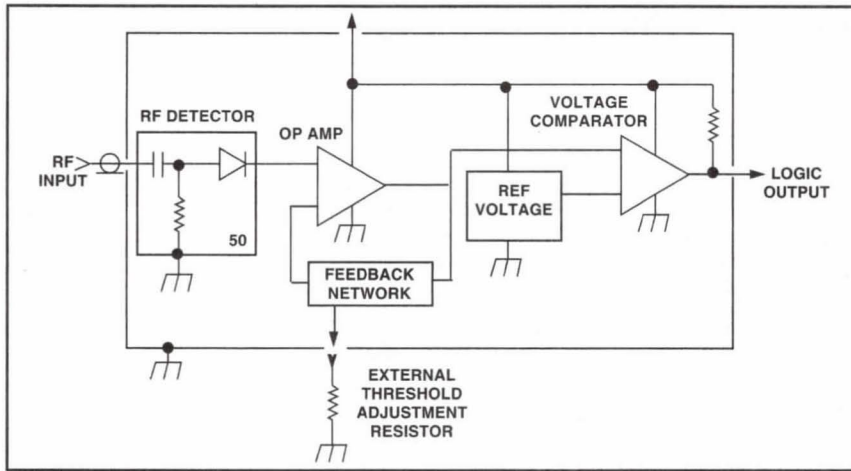 RF DETECTOR
OP AMP
VOLTAGE
COMPARATOR
RF
INPUT
50
REF
VOLTAGE
LOGIC
OUTPUT
FEEDBACK
NETWORK
EXTERNAL
THRESHOLD
ADJUSTMENT
RESISTOR